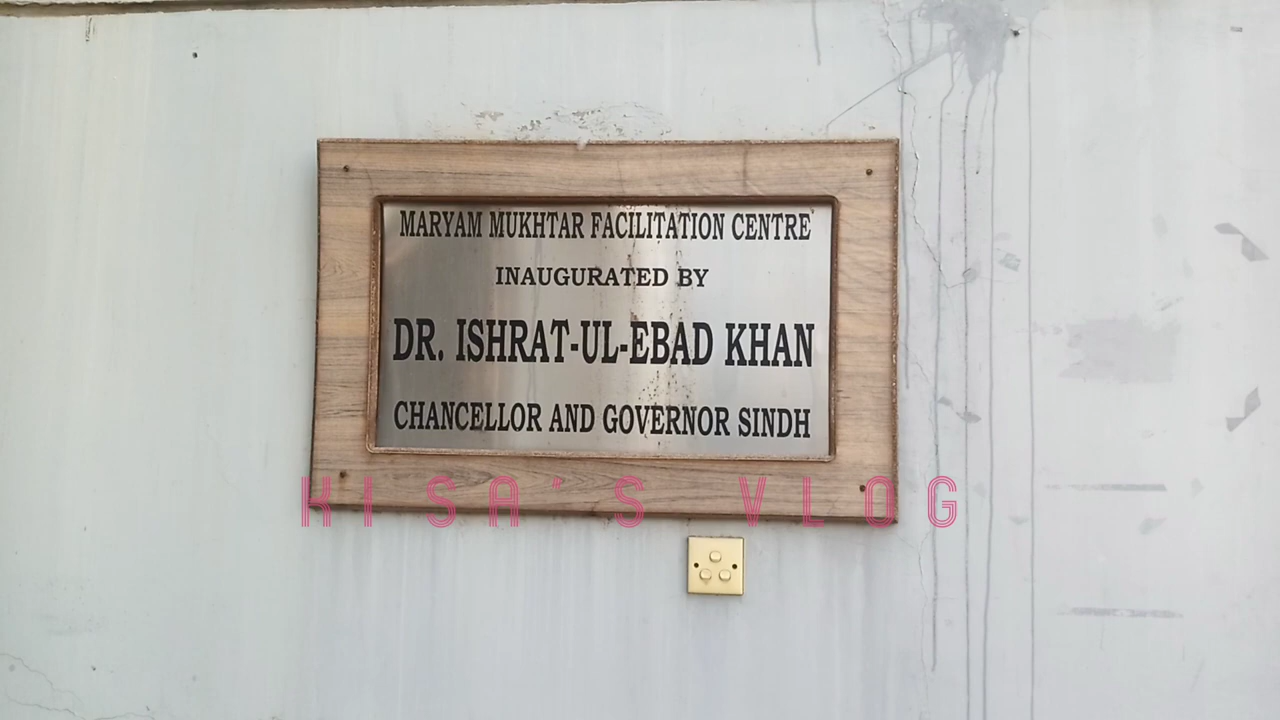 MARYAM MUKHTAR FACILITATION CENTRE
INAUGURATED BY
DR. ISHRAT-UL-EBAD KHAN
CHANCELLOR AND GOVERNOR SINDH
KISA'S VLOG